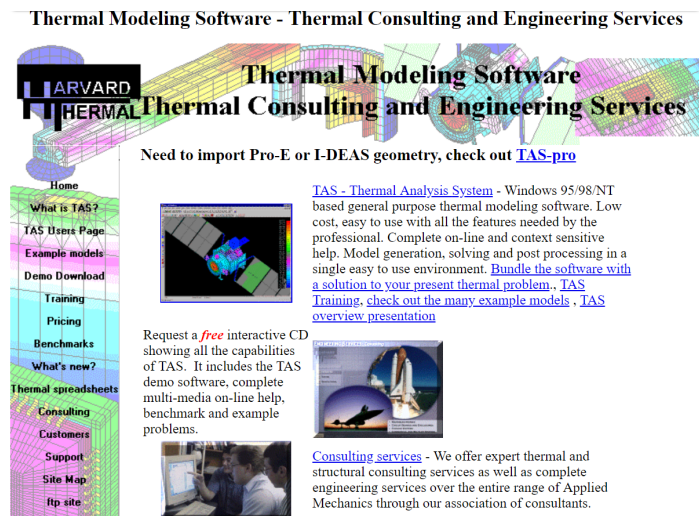 Thermal Modeling Software - Thermal Consulting and Engineering Services
HARVARD
THERMAL
Thermal Modeling Software
Thermal Consulting and Engineering Services
Need to import Pro-E or I-DEAS geometry, check out TAS-pro
Home
What is TAS?
TAS Users Page
Example models
Demo Download
Training
Pricing
Benchmarks
What's new?
Thermal spreadsheets
Consulting
Customers
Support
Site Map
ftp site
Request a free interactive CD
showing all the capabilities
of TAS. It includes the TAS
demo software, complete
multi-media on-line help,
benchmark and example
problems.
TAS - Thermal Analysis System - Windows 95/98/NT
based general purpose thermal modeling software. Low
cost, easy to use with all the features needed by the
professional. Complete on-line and context sensitive
help. Model generation, solving and post processing in a
single easy to use environment. Bundle the software with
a solution to your present thermal problem., TAS
Training, check out the many example models , TAS
overview presentation
Consulting services - We offer expert thermal and
structural consulting services as well as complete
engineering services over the entire range of Applied
Mechanics through our association of consultants.